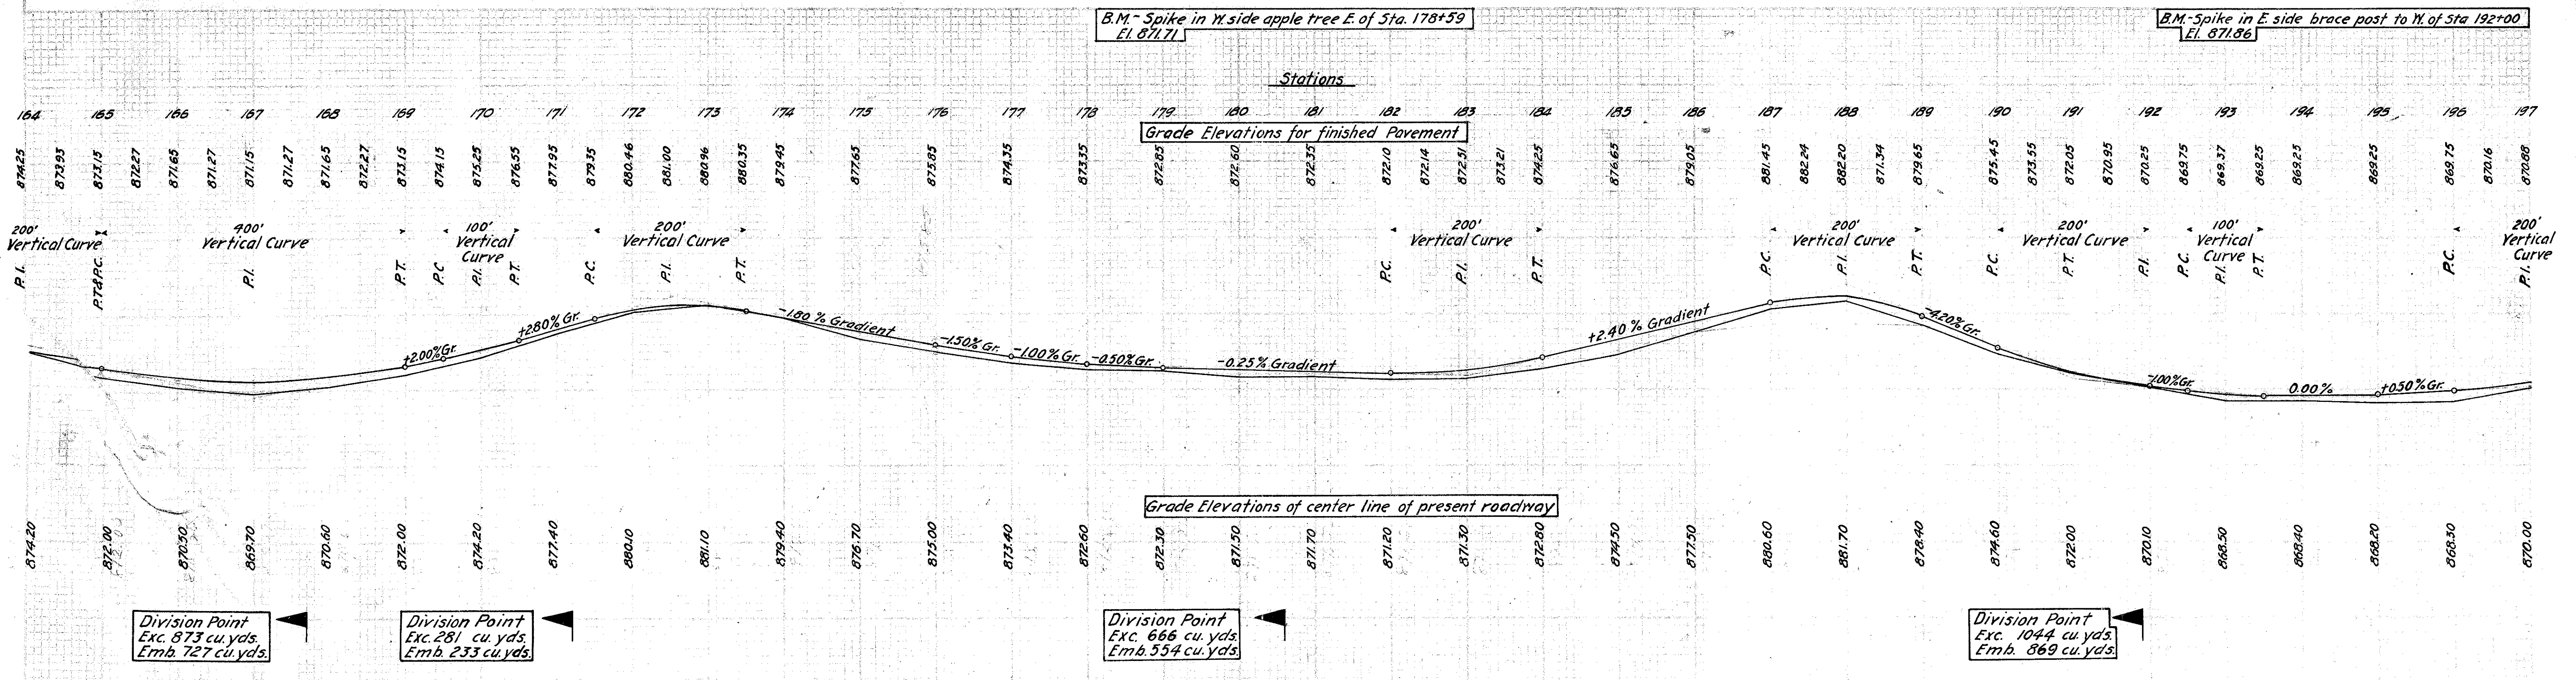 B.M.- Spike in W. side apple tree E. of Sta. 178+59
El. 871.71
B.M.-Spike in E. side brace post to W. of Sta 192+00
El. 871.86
Stations
164 165 166 167 168 169 170 171 172 173 174 175 176 177 178 179 180 181 182 183 184 185 186 187 188 189 190 191 192 193 194 195 196 197
Grade Elevations for finished Pavement
874.25 873.93 873.15 872.27 871.65 871.27 871.15 871.27 871.65 872.27 873.15 874.15 875.25 876.55 877.95 879.35 880.46 881.00 880.96 880.35 879.45 877.65 875.85 874.35 873.35 872.85 872.60 872.35 872.10 872.14 872.51 873.21 874.25 876.65 879.05 881.45 882.24 882.20 871.34 879.65 875.45 873.55 872.05 870.95 870.25 869.75 869.37 869.25 869.25 869.25 869.75 870.16 870.88
200'
Vertical Curve
400'
Vertical Curve
100'
Vertical
Curve
200'
Vertical Curve
200'
Vertical Curve
200'
Vertical Curve
200'
Vertical Curve
100'
Vertical
Curve
200'
Vertical
Curve
P.I. P.T.&P.C. P.I. P.T. P.C P.I. P.T. P.C. P.I. P.T. P.C. P.I. P.T. P.C. P.I. P.T. P.C. P.T. P.I. P.C. P.I. P.T. P.C. P.I.
+2.00% Gr. +2.80% Gr. -1.80 % Gradient -1.50% Gr. -1.00% Gr. -0.50% Gr. -0.25% Gradient +2.40 % Gradient -4.20% Gr. -1.00% Gr. 0.00% +0.50% Gr.
Grade Elevations of center line of present roadway
874.20 872.00 870.50 869.70 870.60 872.00 874.20 877.40 880.10 881.10 879.40 876.70 875.00 873.40 872.60 872.30 871.50 871.70 871.20 871.30 872.80 874.50 877.50 880.60 881.70 878.40 874.60 872.00 870.10 868.50 868.40 868.20 868.30 870.00
Division Point
Exc. 873 cu. yds.
Emb. 727 cu. yds.
Division Point
Exc. 281 cu. yds.
Emb. 233 cu. yds.
Division Point
Exc. 666 cu. yds.
Emb. 554 cu. yds.
Division Point
Exc. 1044 cu. yds.
Emb. 869 cu. yds.